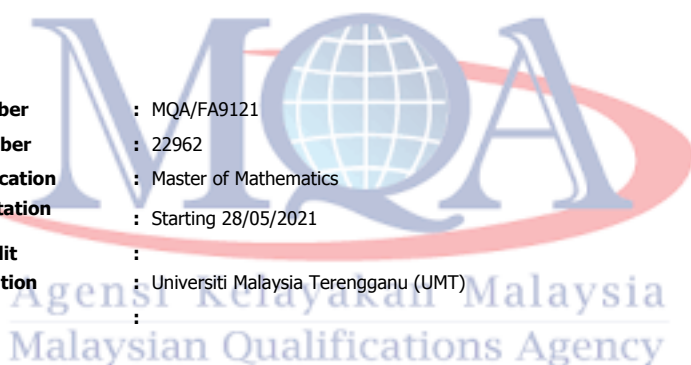 MQA
ber : MQA/FA9121
ber : 22962
cation : Master of Mathematics
tation : Starting 28/05/2021
dit :
tion : Universiti Malaysia Terengganu (UMT)
:
Agensi Kelayakan Malaysia
Malaysian Qualifications Agency